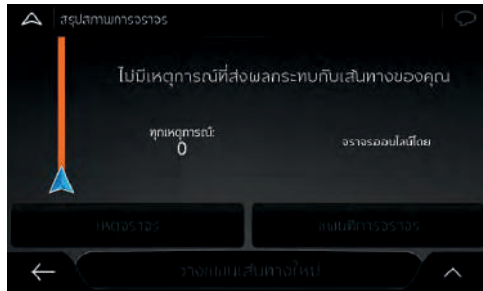 สรุปสภาพการจราจร
ไม่มีเหตุการณ์ที่ส่งผลกระทบกับเส้นทางของคุณ
ทุกเหตุการณ์:
0
จราจรออนไลน์โดย
เหตุจราจร
แผนที่การจราจร
วางแผนเส้นทางใหม่